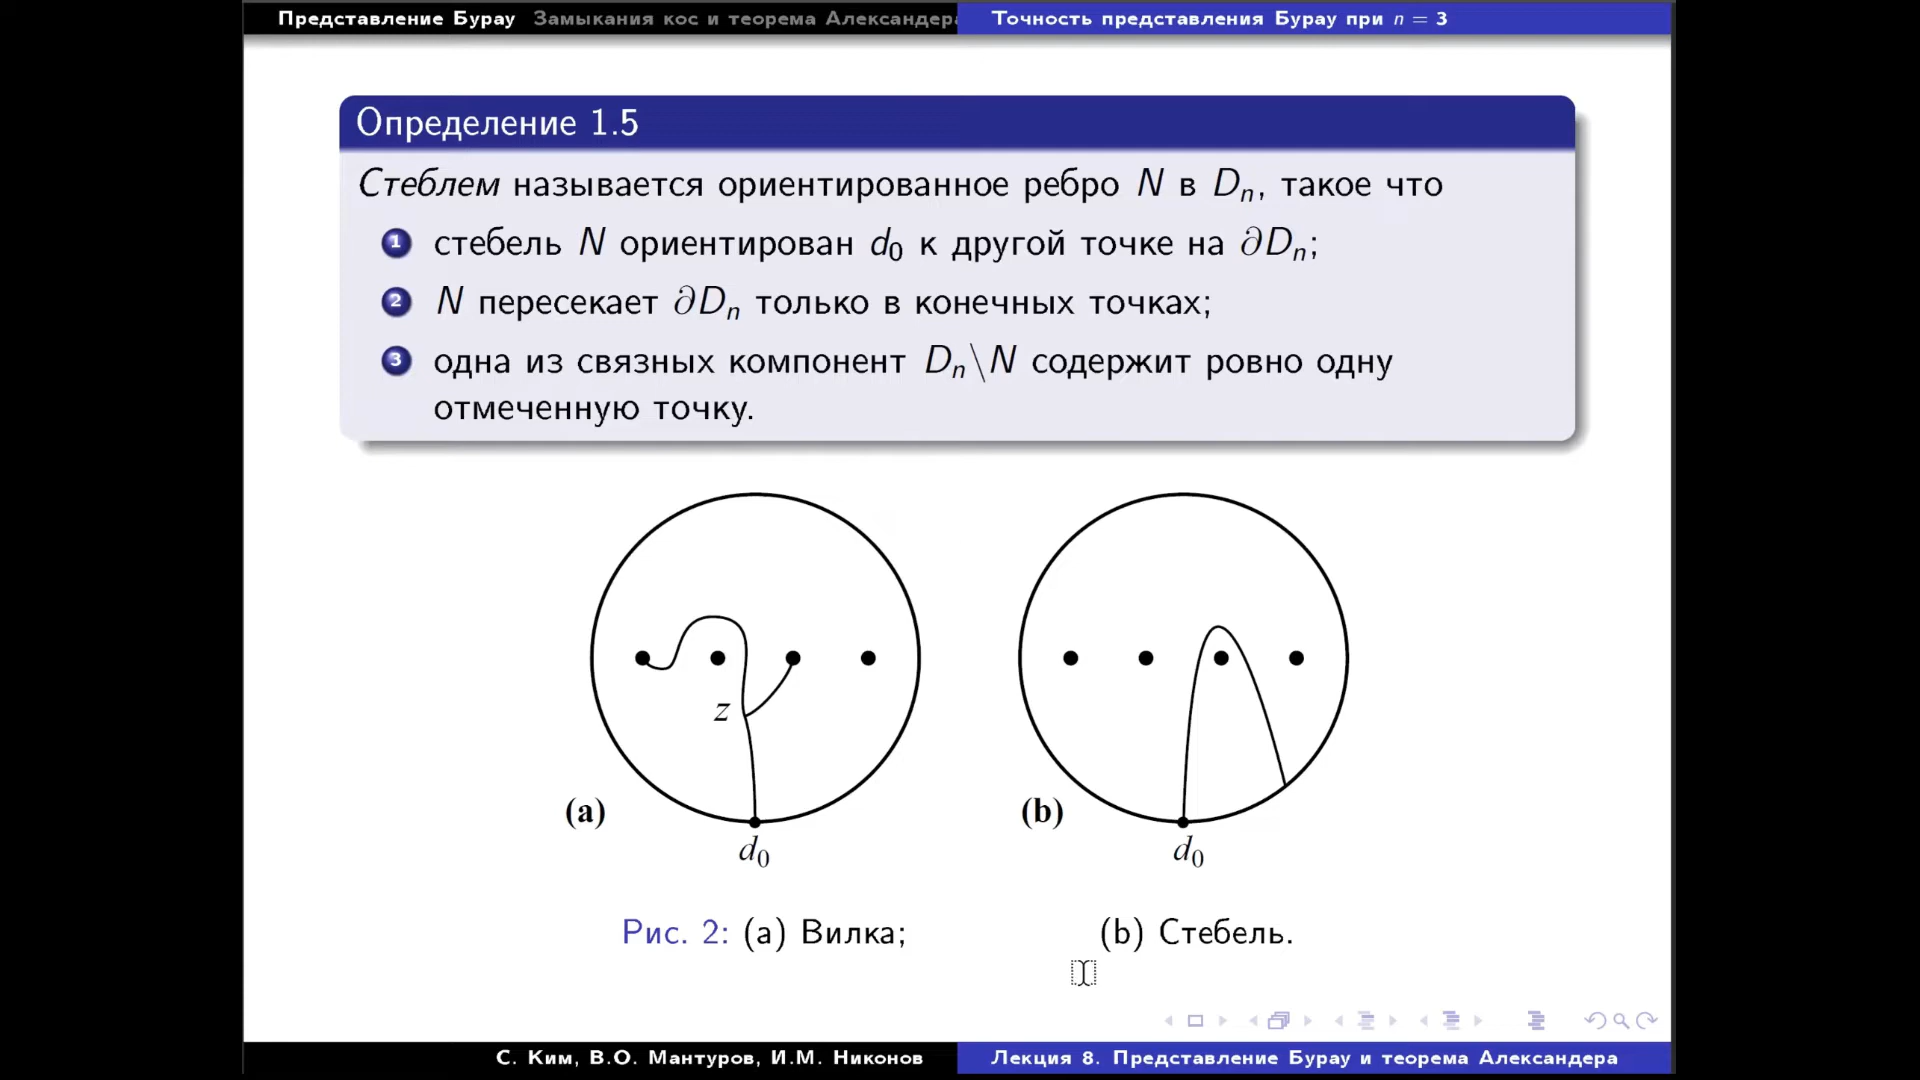 Представление Бурау Замыкания кос и теорема Александера Точность представления Бурау при n = 3
Определение 1.5
Стеблем называется ориентированное ребро N в Dₙ, такое что
1 стебель N ориентирован d₀ к другой точке на ∂Dₙ;
2 N пересекает ∂Dₙ только в конечных точках;
3 одна из связных компонент Dₙ\N содержит ровно одну
отмеченную точку.
z
(a) (b)
d₀ d₀
Рис. 2: (a) Вилка; (b) Стебель.
С. Ким, В.О. Мантуров, И.М. Никонов Лекция 8. Представление Бурау и теорема Александера